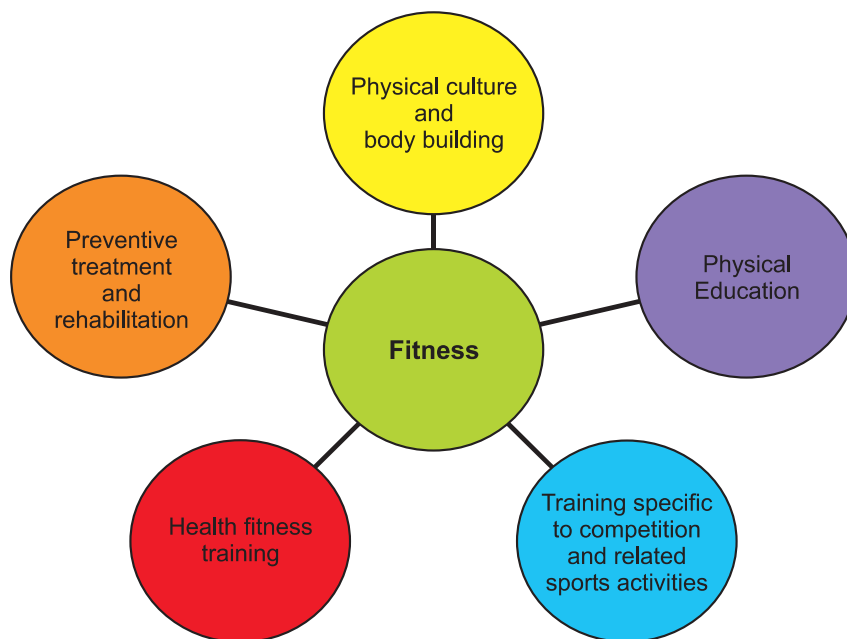 Physical culture
and
body building
Preventive
treatment
and
rehabilitation
Physical
Education
Fitness
Health fitness
training
Training specific
to competition
and related
sports activities